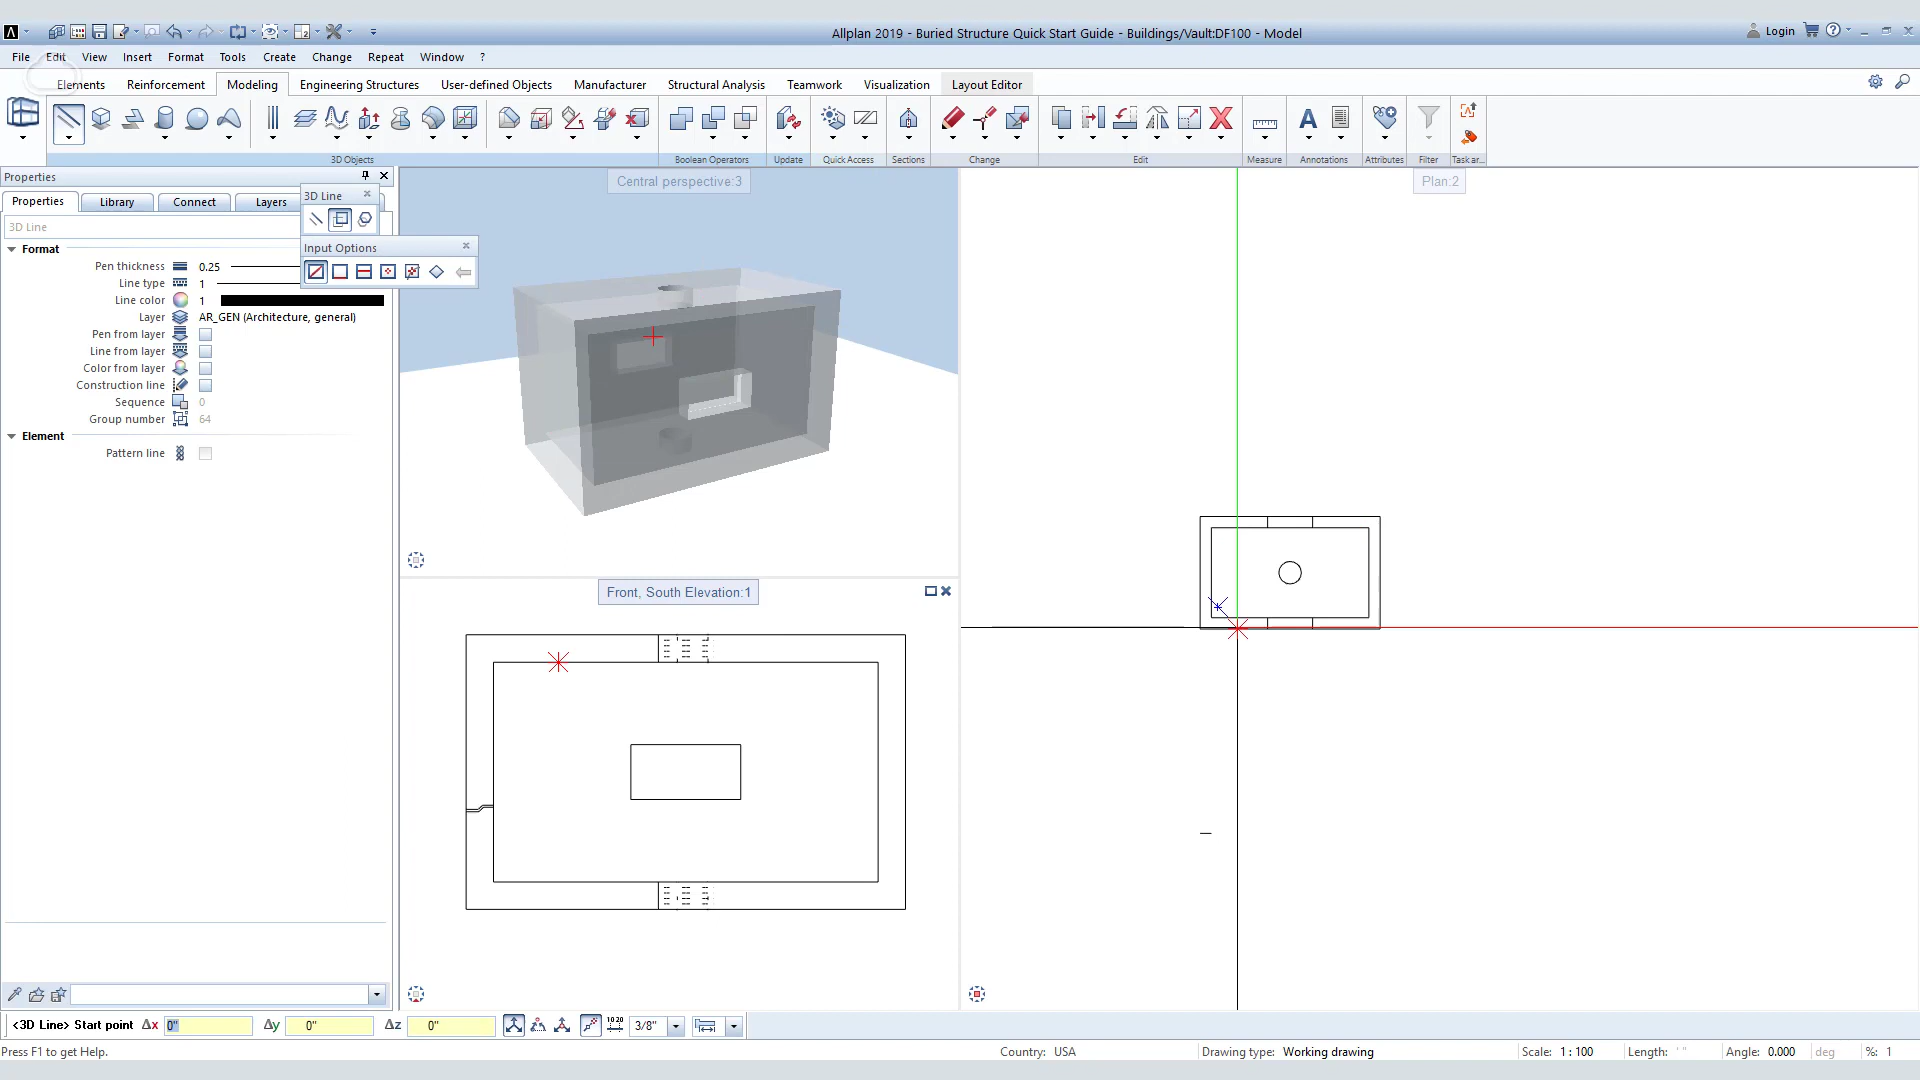 Allplan 2019 - Buried Structure Quick Start Guide - Buildings/Vault:DF100 - Model
Login
File Edit View Insert Format Tools Create Change Repeat Window ?
Elements Reinforcement Modeling Engineering Structures User-defined Objects Manufacturer Structural Analysis Teamwork Visualization Layout Editor
3D Objects Boolean Operators Update Quick Access Sections Change Edit Measure Annotations Attributes Filter Task ar...
Properties
Properties Library Connect Layers
3D Line
3D Line
Input Options
Format
Pen thickness 0.25
Line type 1
Line color 1
Layer AR_GEN (Architecture, general)
Pen from layer
Line from layer
Color from layer
Construction line
Sequence 0
Group number 64
Element
Pattern line
Central perspective:3
Plan:2
Front, South Elevation:1
<3D Line> Start point Δx 0" Δy 0" Δz 0" 1020 3/8"
Press F1 to get Help.
Country: USA
Drawing type: Working drawing
Scale: 1 : 100
Length: ' "
Angle: 0.000 deg
%: 1